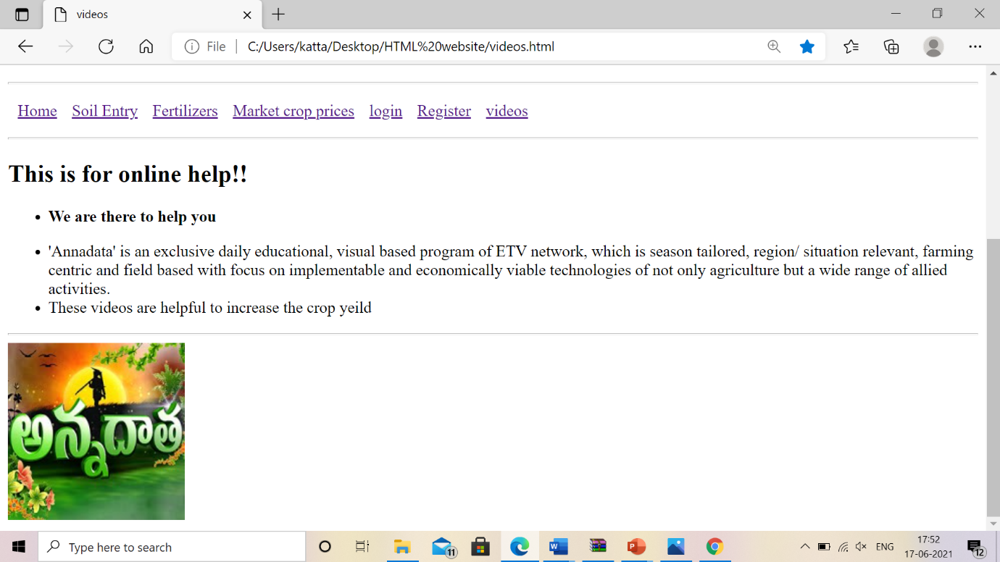 videos
File
C:/Users/katta/Desktop/HTML%20website/videos.html
Home Soil Entry Fertilizers Market crop prices login Register videos
This is for online help!!
We are there to help you
'Annadata' is an exclusive daily educational, visual based program of ETV network, which is season tailored, region/ situation relevant, farming
centric and field based with focus on implementable and economically viable technologies of not only agriculture but a wide range of allied
activities.
These videos are helpful to increase the crop yeild
అన్నదాత
Type here to search
11
W
P
ENG
17:52
17-06-2021
12